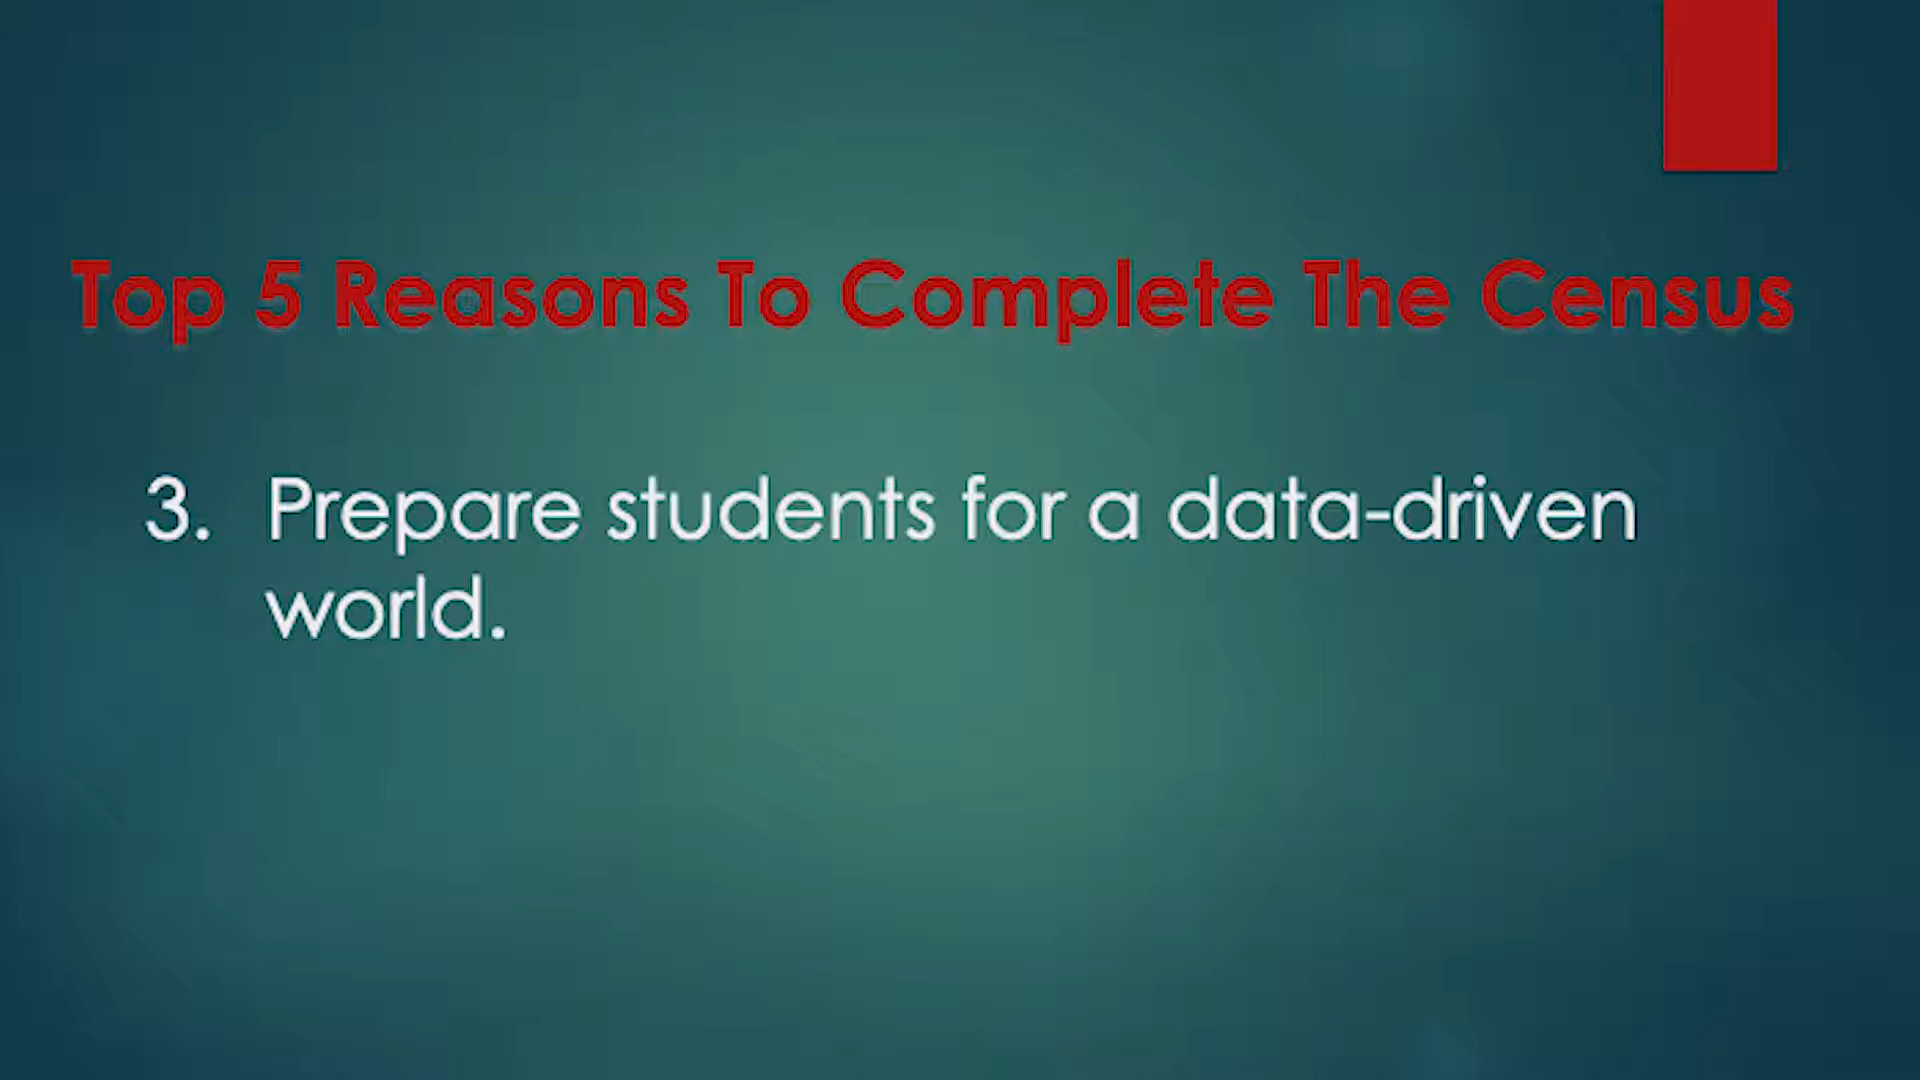 Top 5 Reasons To Complete The Census
3. Prepare students for a data-driven
world.